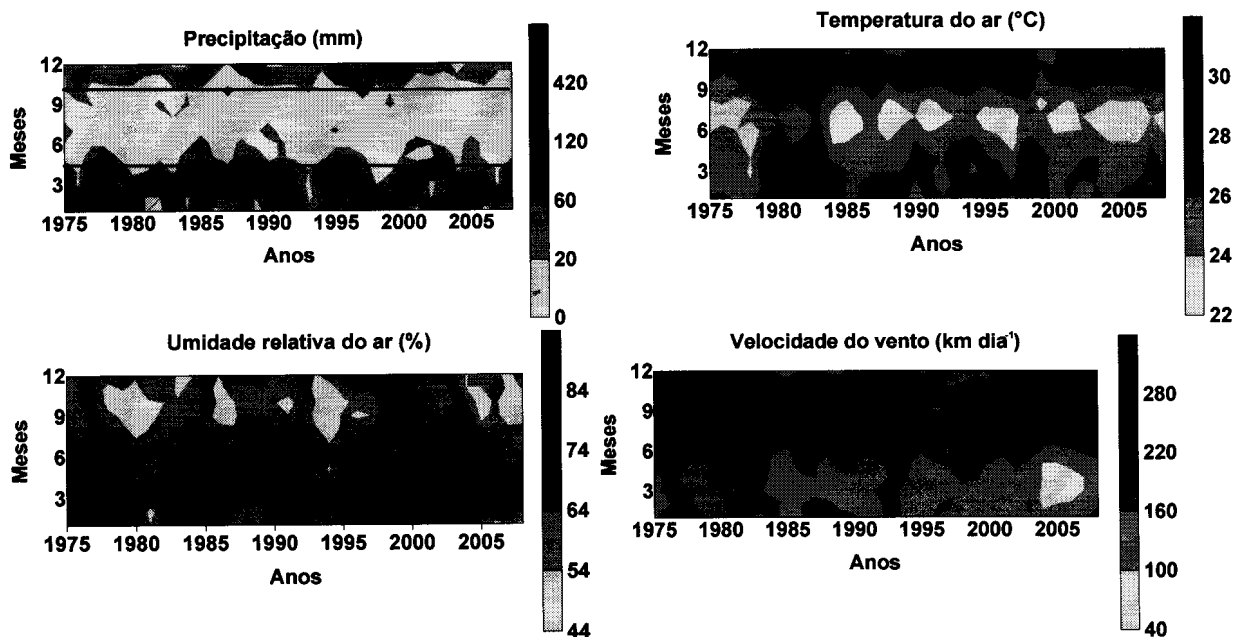 Precipitação (mm)
12
9
6
3
Meses
1975 1980 1985 1990 1995 2000 2005
Anos
420
120
60
20
0
Temperatura do ar (°C)
12
9
6
3
Meses
1975 1980 1985 1990 1995 2000 2005
Anos
30
28
26
24
22
Umidade relativa do ar (%)
12
9
6
3
Meses
1975 1980 1985 1990 1995 2000 2005
Anos
84
74
64
54
44
Velocidade do vento (km dia⁻¹)
12
9
6
3
Meses
1975 1980 1985 1990 1995 2000 2005
Anos
280
220
160
100
40